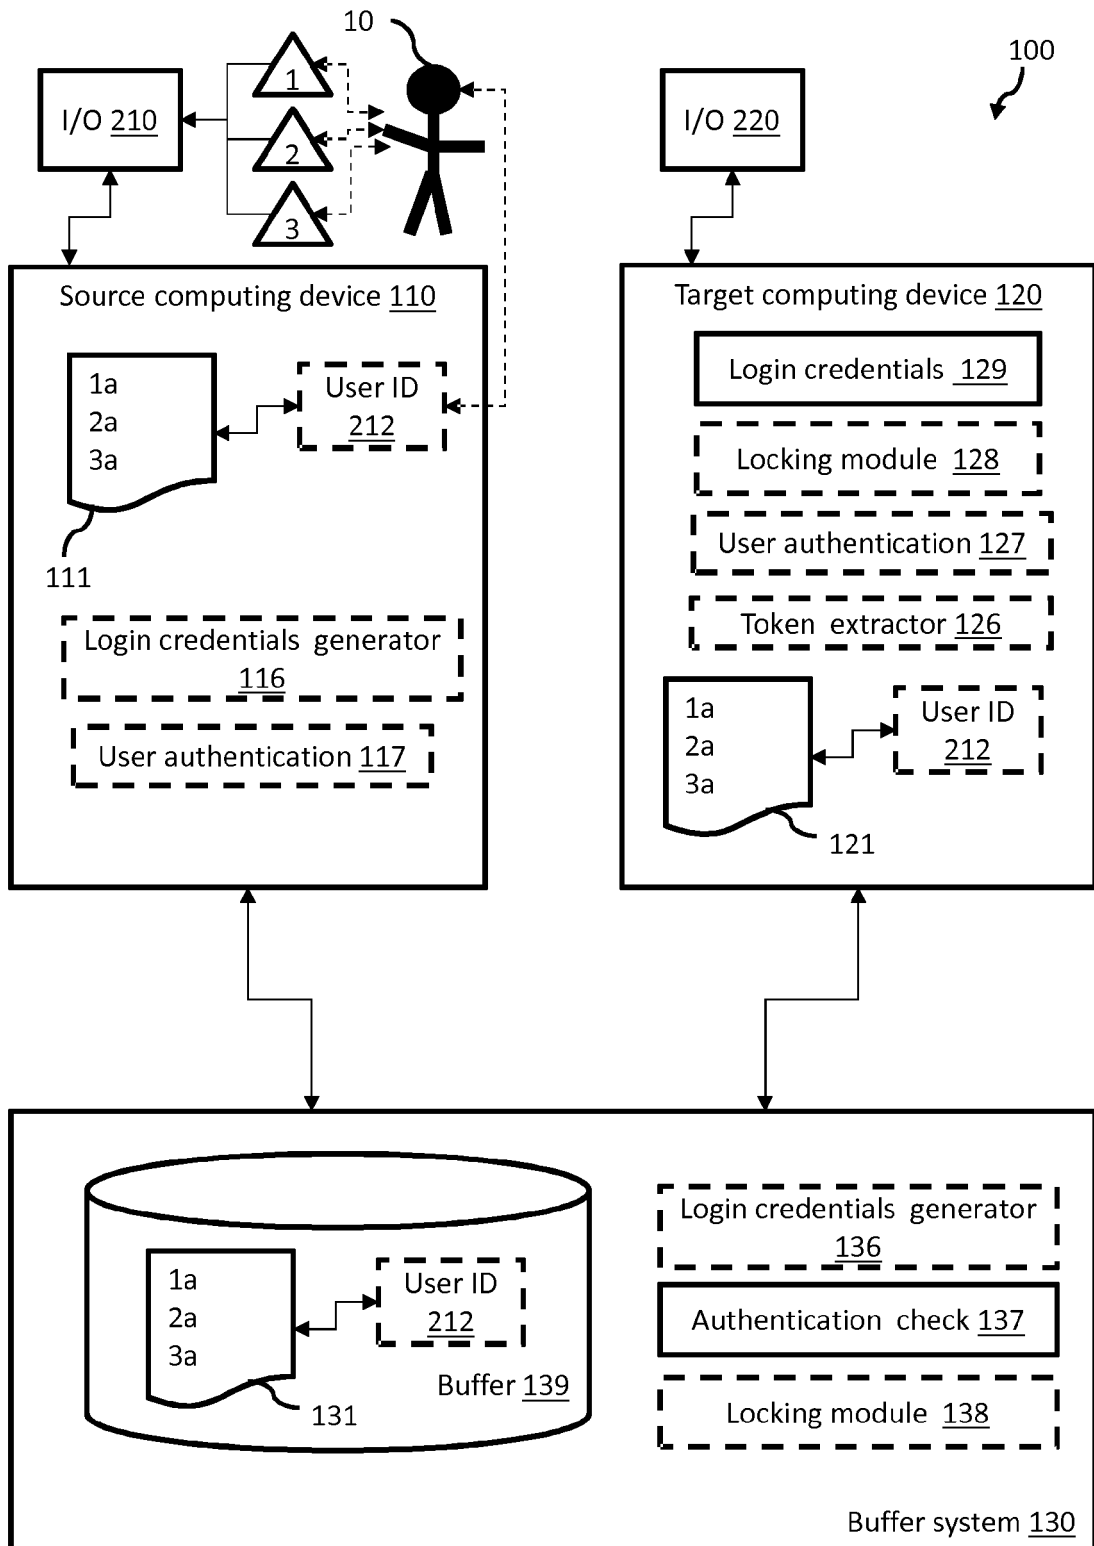 10
100
I/O 210
1
2
3
I/O 220
Source computing device 110
1a
2a
3a
User ID
212
111
Login credentials generator
116
User authentication 117
Target computing device 120
Login credentials 129
Locking module 128
User authentication 127
Token extractor 126
1a
2a
3a
User ID
212
121
1a
2a
3a
User ID
212
131
Buffer 139
Login credentials generator
136
Authentication check 137
Locking module 138
Buffer system 130